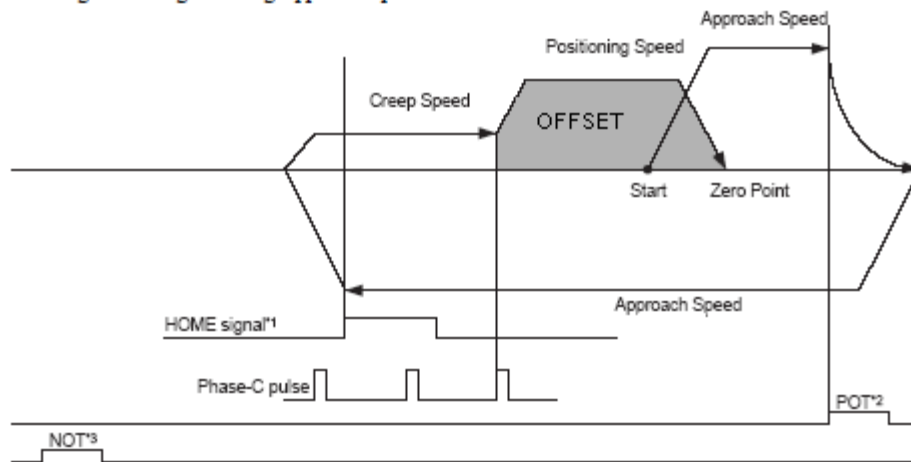 Approach Speed
Positioning Speed
Creep Speed
OFFSET
Start
Zero Point
Approach Speed
HOME signal*1
Phase-C pulse
POT*2
NOT*3